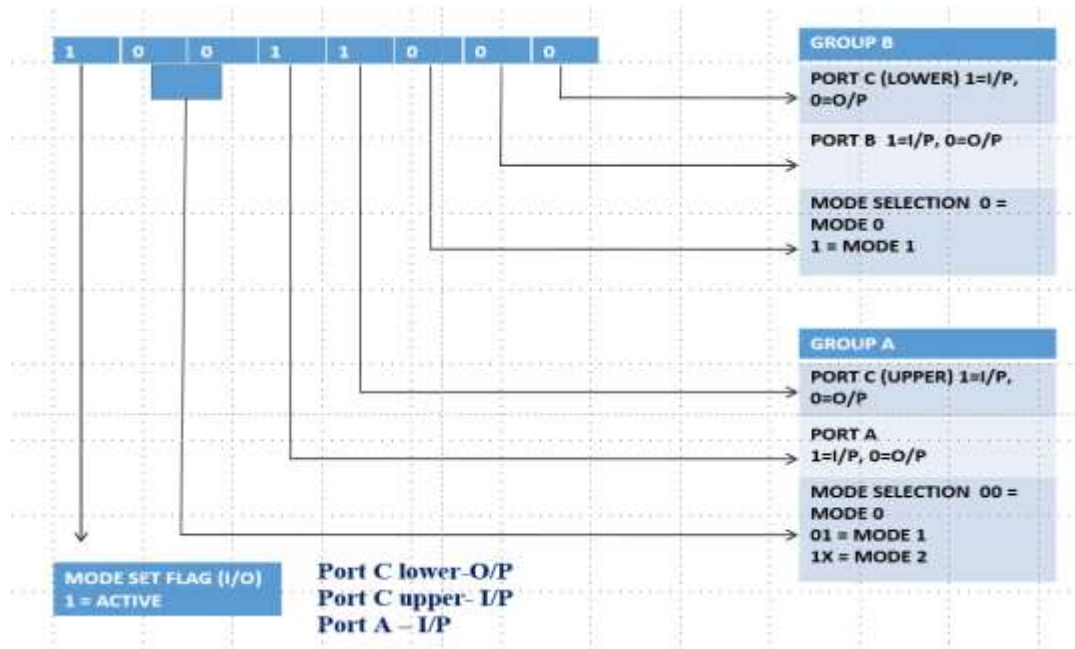 1 0 0 1 1 0 0 0
GROUP B
PORT C (LOWER) 1=I/P,
0=O/P
PORT B 1=I/P, 0=O/P
MODE SELECTION 0 =
MODE 0
1 = MODE 1
GROUP A
PORT C (UPPER) 1=I/P,
0=O/P
PORT A
1=I/P, 0=O/P
MODE SELECTION 00 =
MODE 0
01 = MODE 1
1X = MODE 2
MODE SET FLAG (I/O)
1 = ACTIVE
Port C lower-O/P
Port C upper- I/P
Port A – I/P